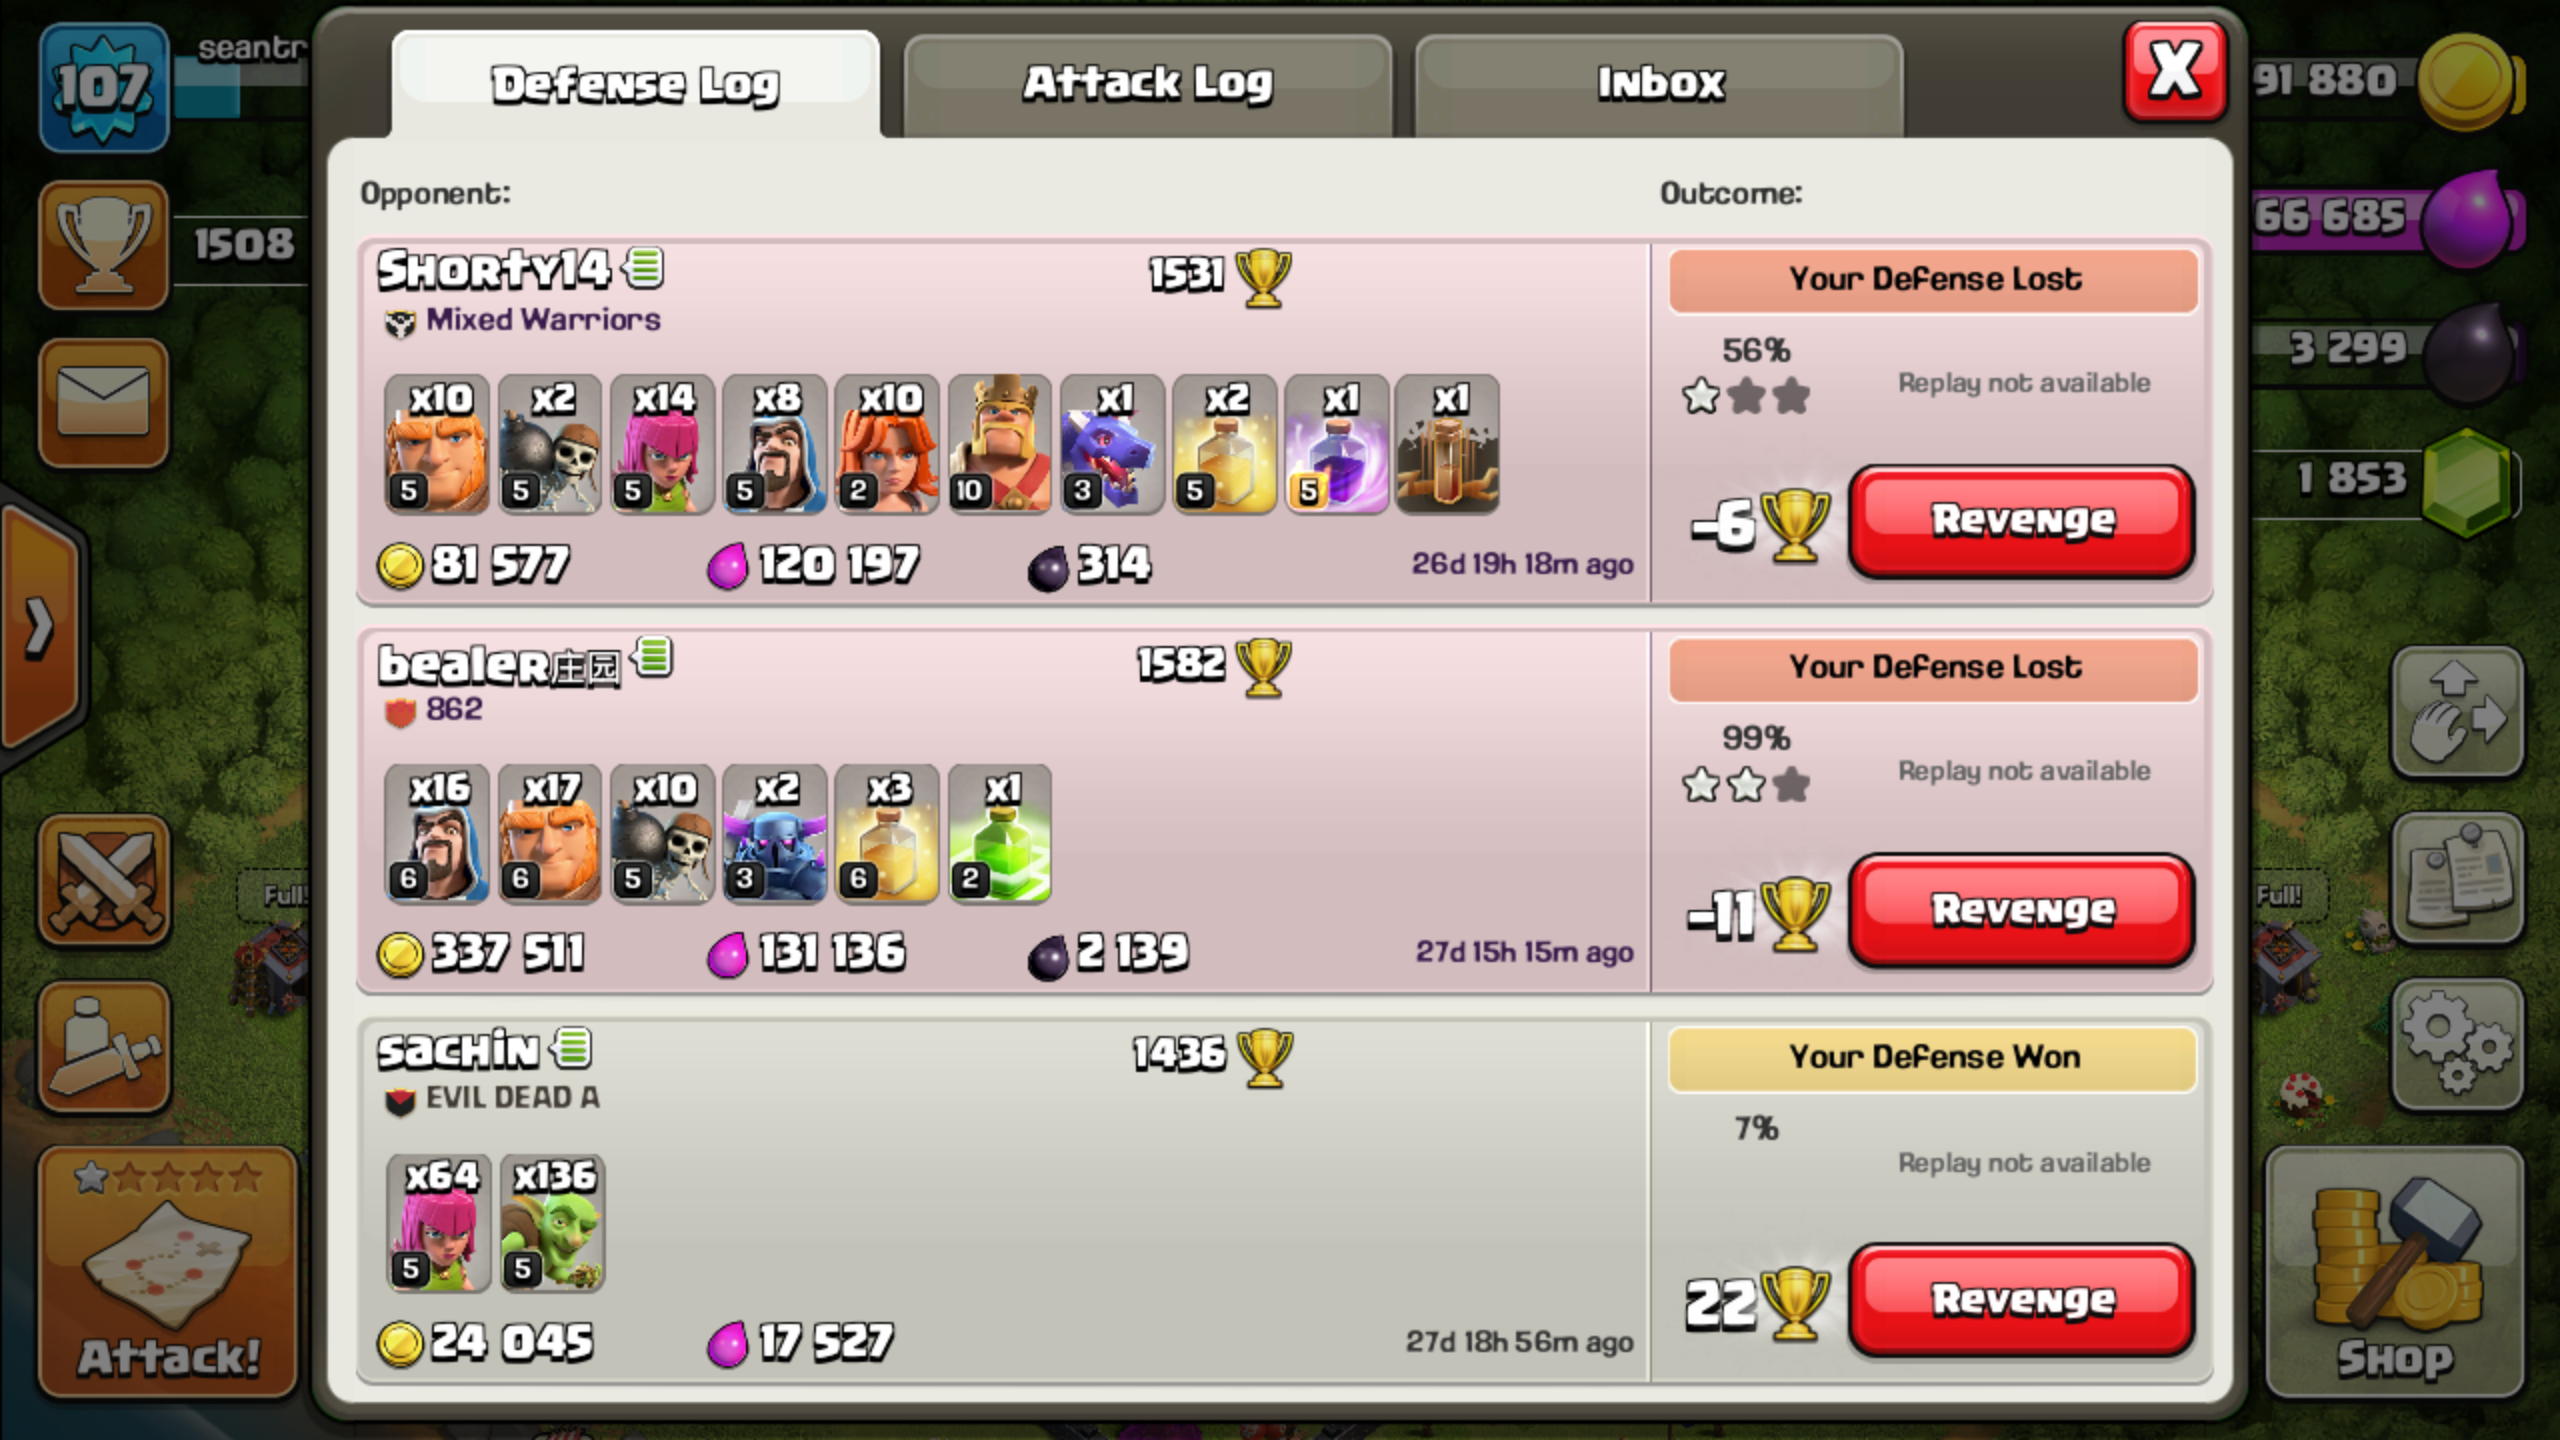 107
seantr
1508
Defense Log
Attack Log
Inbox
X
91 880
66 685
3 299
1 853
Opponent:
Outcome:
Shorty14
1531
Mixed Warriors
x10 x2 x14 x8 x10 x1 x2 x1 x1
5 5 5 5 2 10 3 5 5
81 577
120 197
314
26d 19h 18m ago
Your Defense Lost
56%
Replay not available
-6
Revenge
bealer庄园
1582
862
x16 x17 x10 x2 x3 x1
6 6 5 3 6 2
337 511
131 136
2 139
27d 15h 15m ago
Your Defense Lost
99%
Replay not available
-11
Revenge
sachin
1436
EVIL DEAD A
x64 x136
5 5
24 045
17 527
27d 18h 56m ago
Your Defense Won
7%
Replay not available
22
Revenge
Full!
Full!
Attack!
Shop